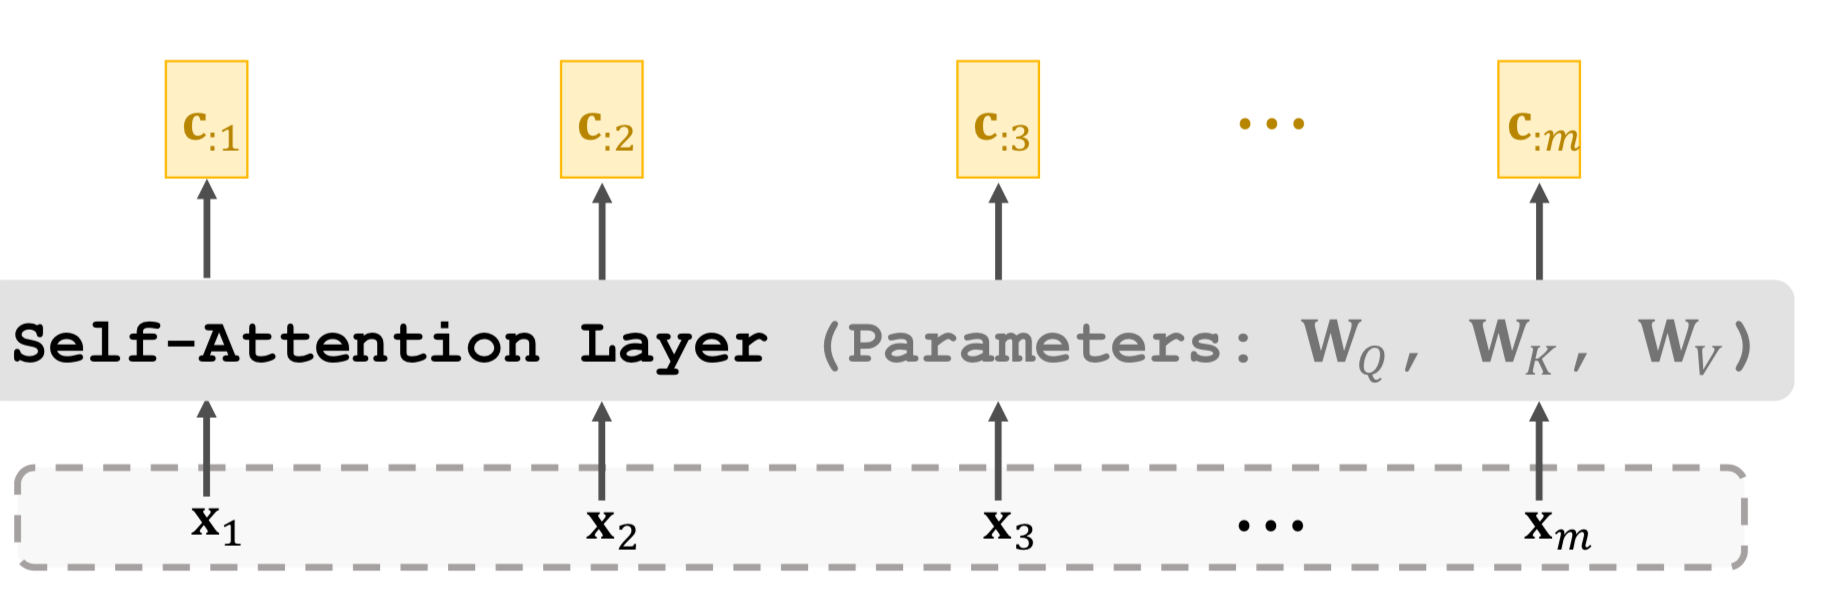 c:1 c:2 c:3 ... c:m
Self-Attention Layer (Parameters: WQ, WK, WV)
x1 x2 x3 ... xm